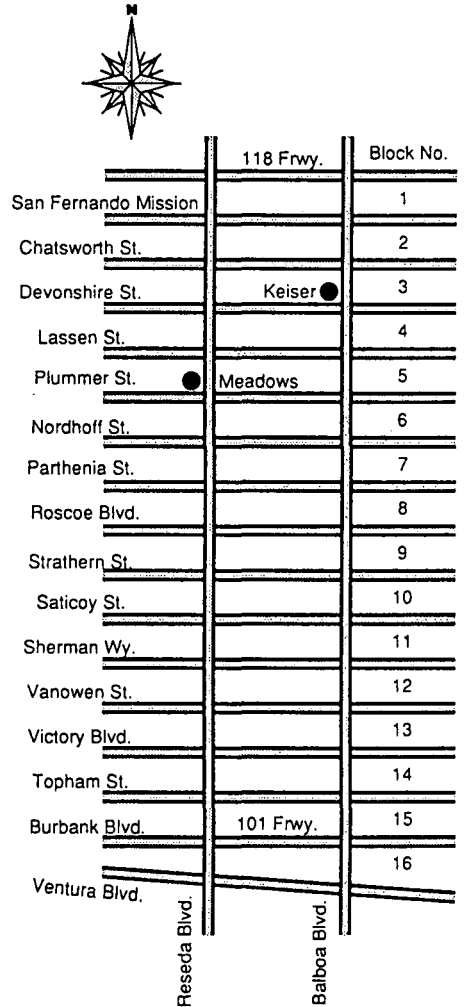 N
118 Frwy. Block No.
San Fernando Mission 1
Chatsworth St. 2
Devonshire St. Keiser 3
Lassen St. 4
Plummer St. Meadows 5
Nordhoff St. 6
Parthenia St. 7
Roscoe Blvd. 8
Strathern St. 9
Saticoy St. 10
Sherman Wy. 11
Vanowen St. 12
Victory Blvd. 13
Topham St. 14
Burbank Blvd. 101 Frwy. 15
16
Ventura Blvd.
Reseda Blvd.
Balboa Blvd.